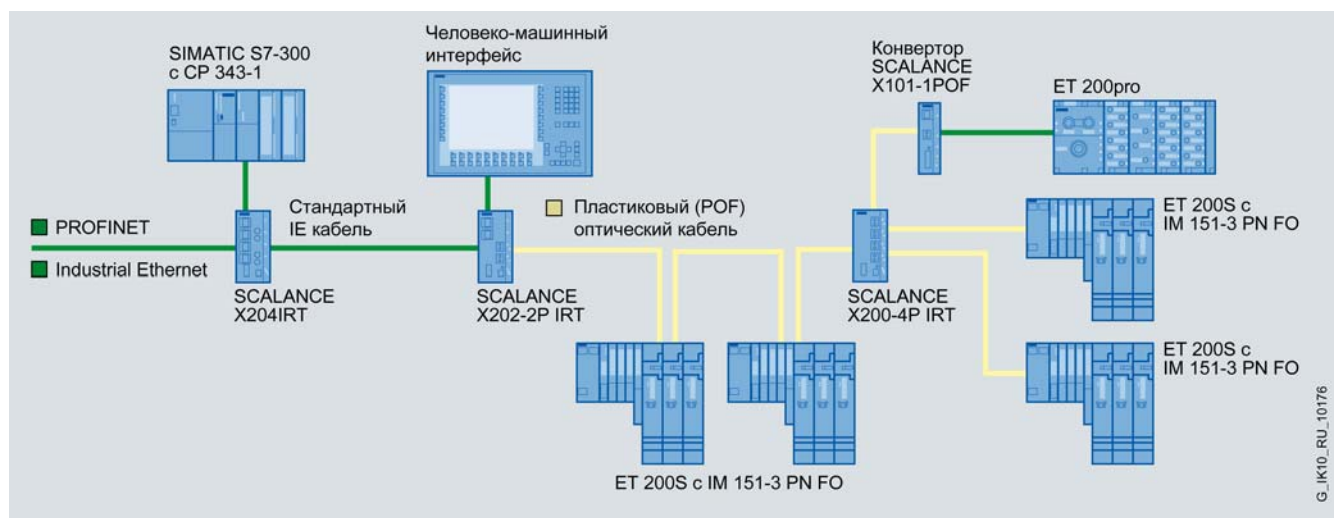 SIMATIC S7-300
с CP 343-1
Человеко-машинный
интерфейс
Конвертор
SCALANCE
X101-1POF
ET 200pro
PROFINET
Industrial Ethernet
Стандартный
IE кабель
Пластиковый (POF)
оптический кабель
ET 200S с
IM 151-3 PN FO
SCALANCE
X204IRT
SCALANCE
X202-2P IRT
SCALANCE
X200-4P IRT
ET 200S с
IM 151-3 PN FO
ET 200S с IM 151-3 PN FO
G_IK10_RU_10176